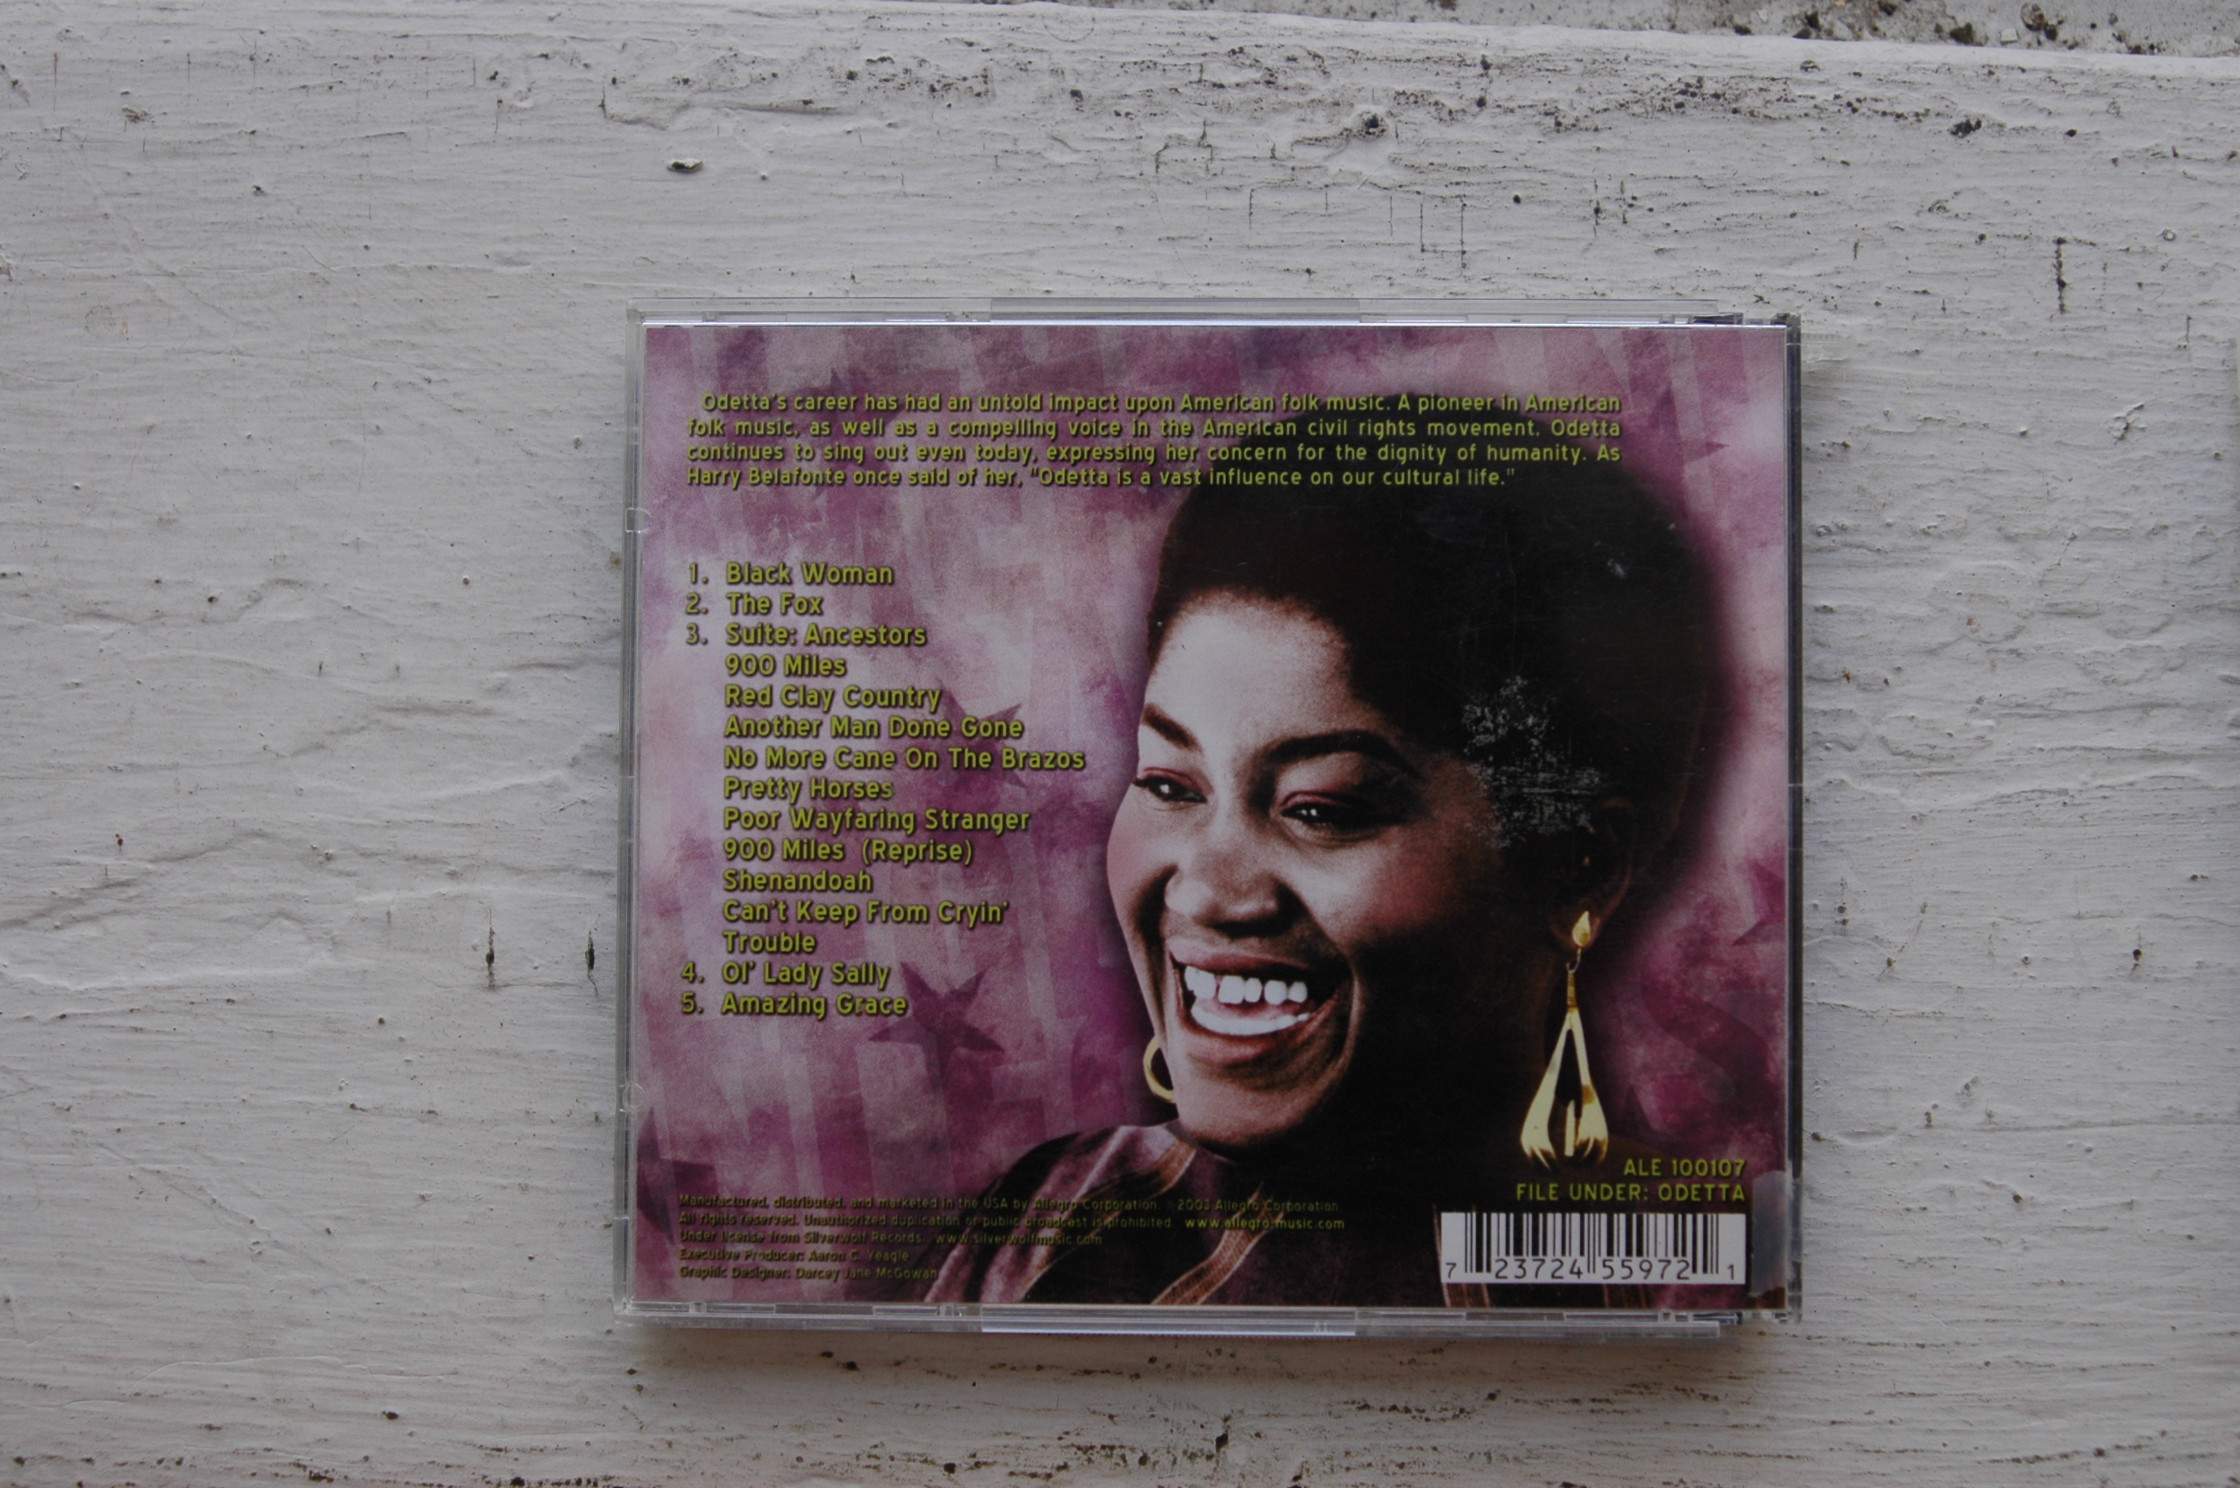 Odetta's career has had an untold impact upon American folk music. A pioneer in American
folk music, as well as a compelling voice in the American civil rights movement, Odetta
continues to sing out even today, expressing her concern for the dignity of humanity. As
Harry Belafonte once said of her, "Odetta is a vast influence on our cultural life."
1. Black Woman
2. The Fox
3. Suite: Ancestors
900 Miles
Red Clay Country
Another Man Done Gone
No More Cane On The Brazos
Pretty Horses
Poor Wayfaring Stranger
900 Miles (Reprise)
Shenandoah
Can't Keep From Cryin'
Trouble
4. Ol' Lady Sally
5. Amazing Grace
Manufactured, distributed, and marketed in the USA by Allegro Corporation. ℗2003 Allegro Corporation.
All rights reserved. Unauthorized duplication or public broadcast is prohibited. www.allegro-music.com
Under license from Silverwolf Records. www.silverwolfmusic.com
Executive Producer: Aaron C. Yeagle
Graphic Designer: Darcey Jane McGowan
ALE 100107
FILE UNDER: ODETTA
7 23724 55972 1